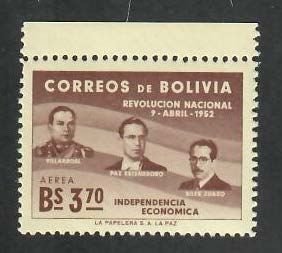 CORREOS DE BOLIVIA
REVOLUCION NACIONAL
9-ABRIL-1952
VILLARROEL
PAZ ESTENSSORO
SILES ZUAZO
AEREA
Bs 3.70
INDEPENDENCIA
ECONOMICA
LA PAPELERA S.A. LA PAZ